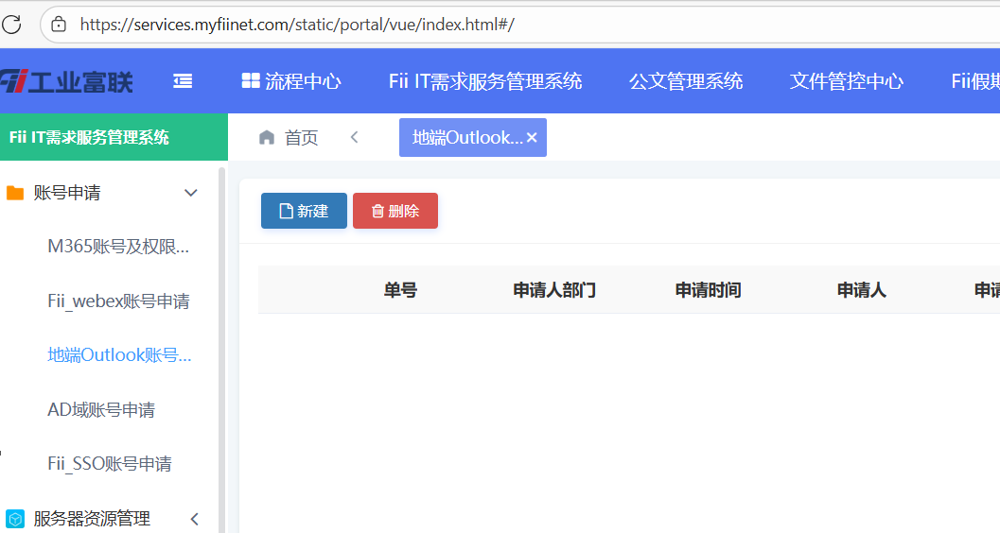 https://services.myfiinet.com/static/portal/vue/index.html#/
Fii 工业富联
流程中心
Fii IT需求服务管理系统
公文管理系统
文件管控中心
Fii假期
Fii IT需求服务管理系统
首页
地端Outlook...
账号申请
新建
删除
M365账号及权限...
单号
申请人部门
申请时间
申请人
申请
Fii_webex账号申请
地端Outlook账号...
AD域账号申请
Fii_SSO账号申请
服务器资源管理